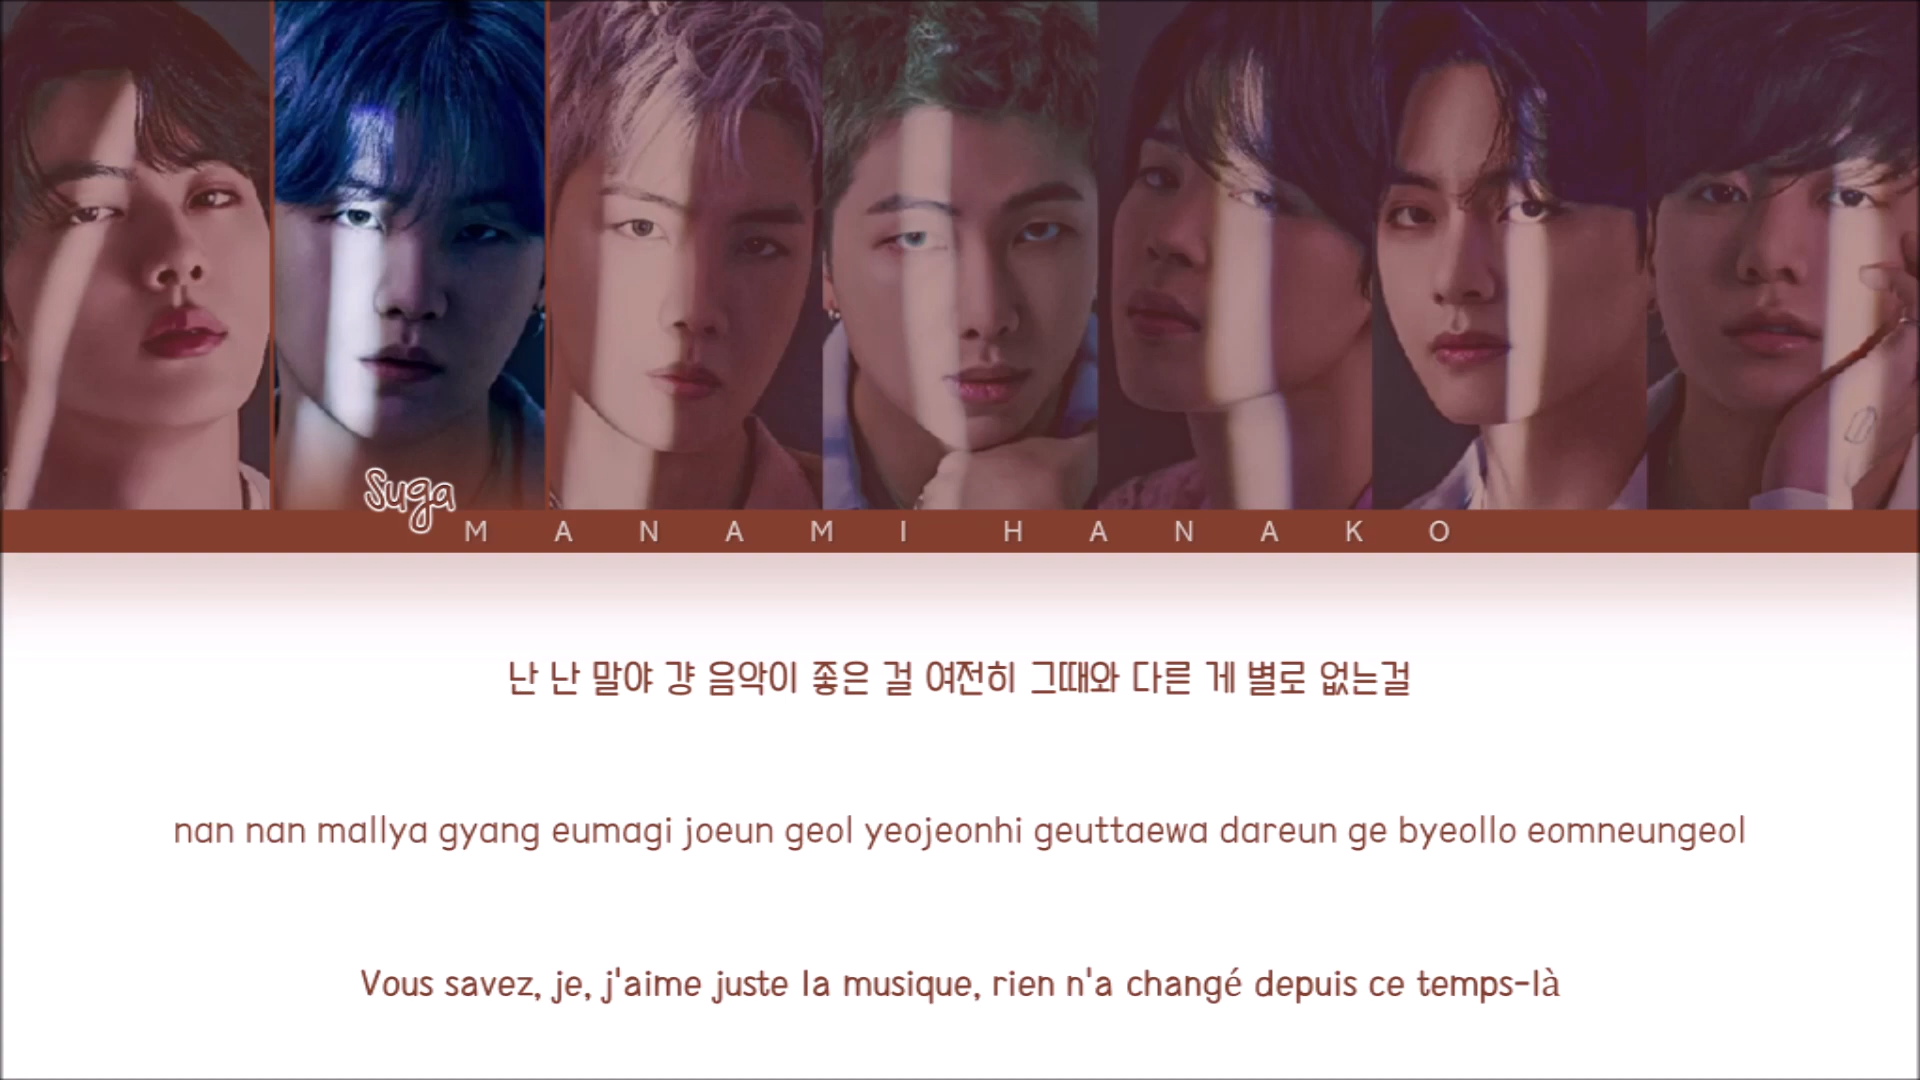 Suga
MANAMI HANAKO
난 난 말야 걍 음악이 좋은 걸 여전히 그때와 다른 게 별로 없는걸
nan nan mallya gyang eumagi joeun geol yeojeonhi geuttaewa dareun ge byeollo eomneungeol
Vous savez, je, j'aime juste la musique, rien n'a changé depuis ce temps-là